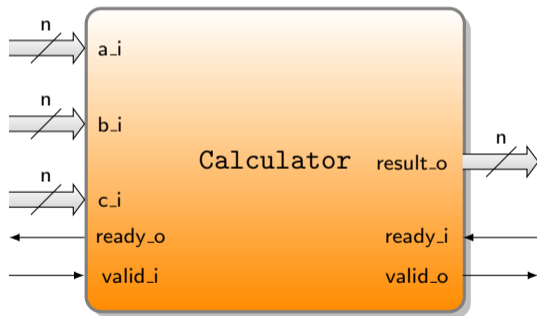 n
a_i
n
b_i
n
Calculator
result_o
n
c_i
ready_o
ready_i
valid_i
valid_o